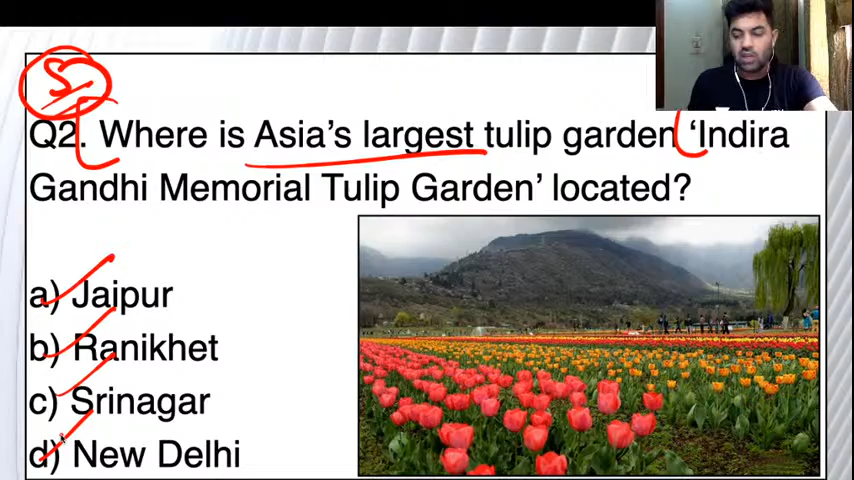 Q2. Where is Asia's largest tulip garden 'Indira
Gandhi Memorial Tulip Garden' located?
a) Jaipur
b) Ranikhet
c) Srinagar
d) New Delhi